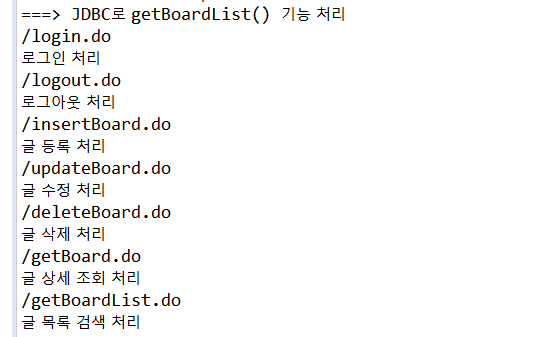 ===> JDBC로 getBoardList() 기능 처리
/login.do
로그인 처리
/logout.do
로그아웃 처리
/insertBoard.do
글 등록 처리
/updateBoard.do
글 수정 처리
/deleteBoard.do
글 삭제 처리
/getBoard.do
글 상세 조회 처리
/getBoardList.do
글 목록 검색 처리